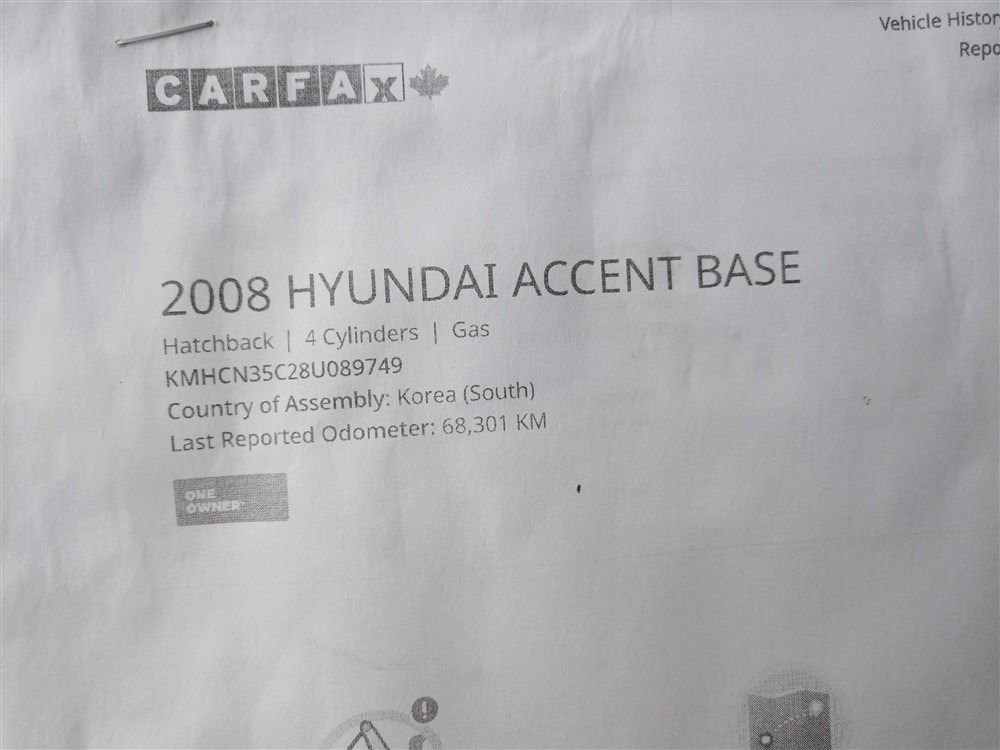 Vehicle History
Repo
CARFAX
2008 HYUNDAI ACCENT BASE
Hatchback | 4 Cylinders | Gas
KMHCN35C28U089749
Country of Assembly: Korea (South)
Last Reported Odometer: 68,301 KM
ONE
OWNER